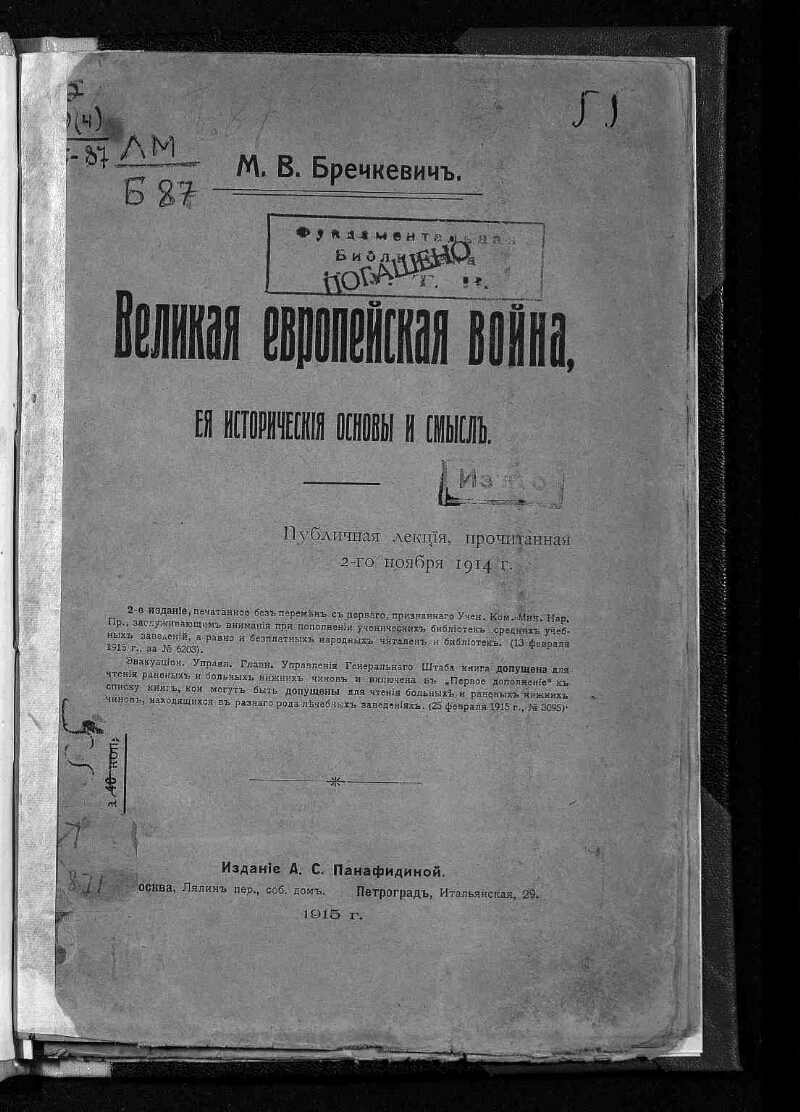 (4)
-87 ЛМ
Б 87
М. В. Бречкевичъ.
Фундаментальная
ПОГАШЕНО
Великая европейская война,
ЕЯ ИСТОРИЧЕСКІЯ ОСНОВЫ И СМЫСЛЪ.
Изято
Публичная лекція, прочитанная
2-го ноября 1914 г.
2-е изданіе, печатанное безъ перемѣнъ съ перваго, признаннаго Учен. Ком. Мин. Нар.
Пр., заслуживающимъ вниманія при пополненіи ученическихъ библіотекъ среднихъ учеб-
ныхъ заведеній, а равно и безплатныхъ народныхъ читаленъ и библіотекъ. (13 февраля
1915 г., за № 6203).
Эвакуаціон. Управл. Главн. Управленія Генеральнаго Штаба книга допущена для
чтенія раненыхъ и больныхъ нижнихъ чиновъ и включена въ „Первое дополненіе“ къ
списку книгъ, кои могутъ быть допущены для чтенія больныхъ и раненыхъ нижнихъ
чиновъ, находящихся въ разнаго рода лѣчебныхъ заведеніяхъ. (25 февраля 1915 г., № 3095).
40 коп.
871
Изданіе А. С. Панафидиной.
осква, Лялинъ пер., соб. домъ. Петроградъ, Итальянская, 29.
1915 г.